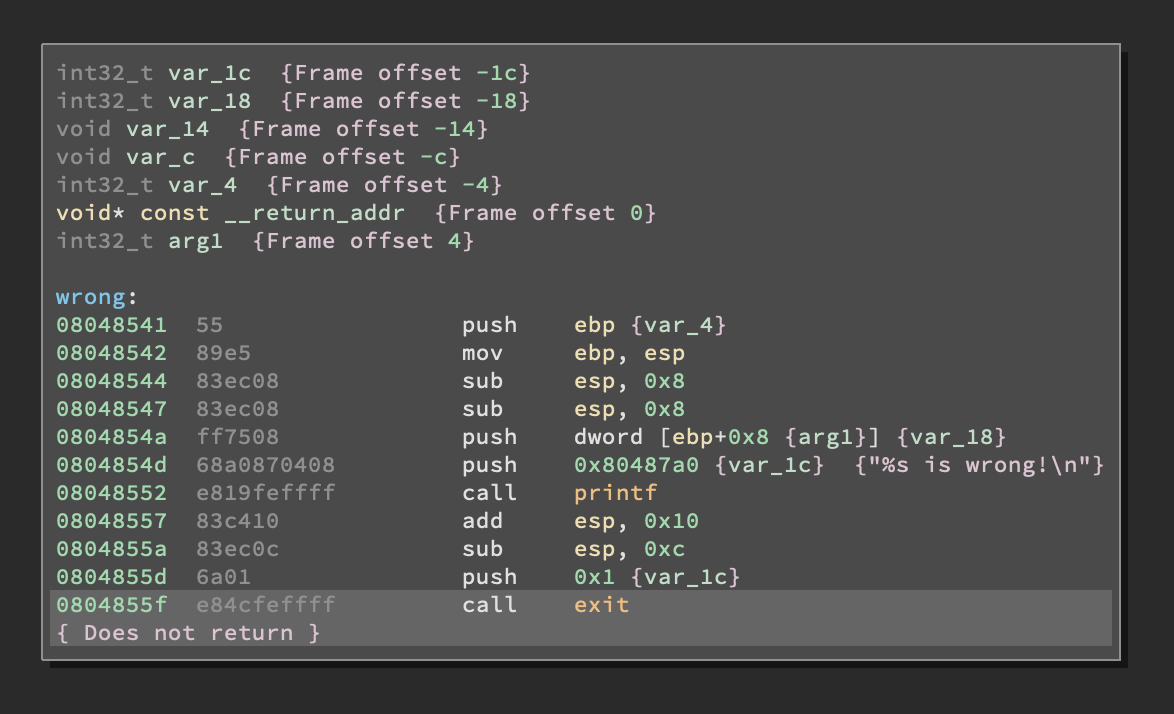 int32_t var_1c  {Frame offset -1c}
int32_t var_18  {Frame offset -18}
void var_14  {Frame offset -14}
void var_c  {Frame offset -c}
int32_t var_4  {Frame offset -4}
void* const __return_addr  {Frame offset 0}
int32_t arg1  {Frame offset 4}
wrong:
08048541  55                 push    ebp {var_4}
08048542  89e5               mov     ebp, esp
08048544  83ec08             sub     esp, 0x8
08048547  83ec08             sub     esp, 0x8
0804854a  ff7508             push    dword [ebp+0x8 {arg1}] {var_18}
0804854d  68a0870408         push    0x80487a0 {var_1c}  {"%s is wrong!\n"}
08048552  e819feffff         call    printf
08048557  83c410             add     esp, 0x10
0804855a  83ec0c             sub     esp, 0xc
0804855d  6a01               push    0x1 {var_1c}
0804855f  e84cfeffff         call    exit
{ Does not return }